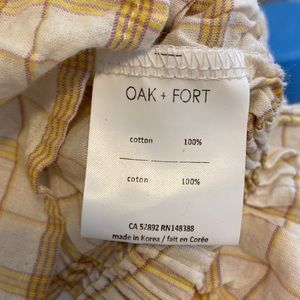 OAK + FORT
cotton 100%
coton 100%
CA 52892 RN148388
made in Korea / fait en Corée